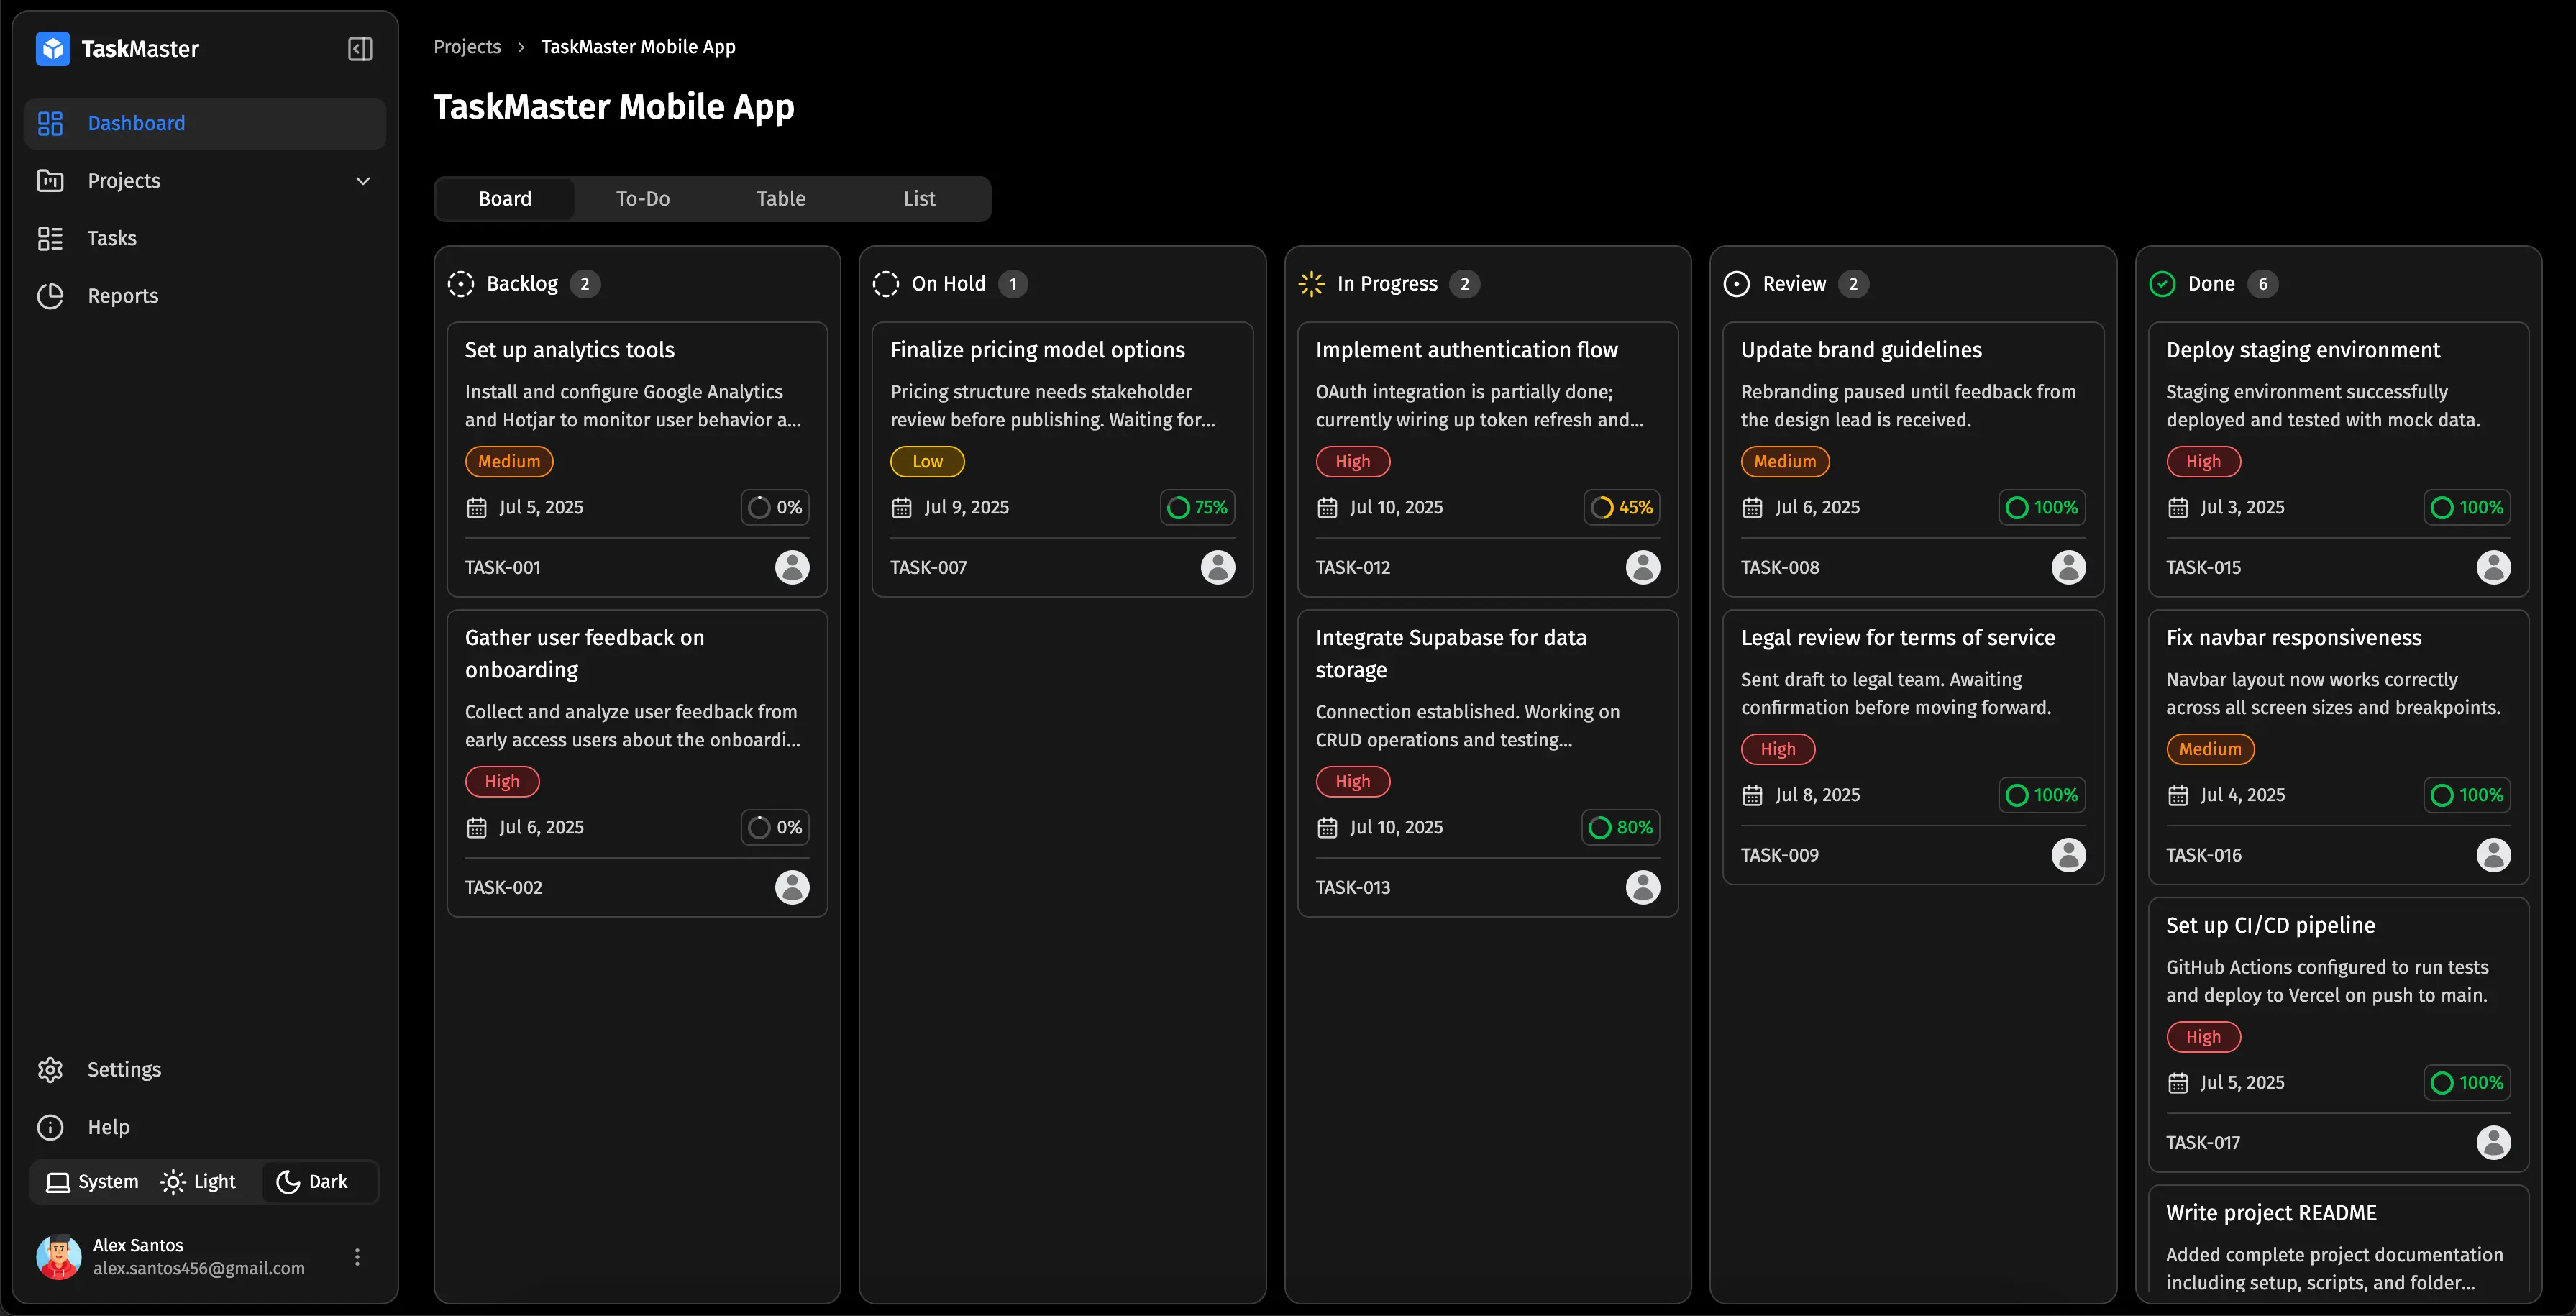 TaskMaster
Dashboard
Projects
Tasks
Reports
Settings
Help
System Light Dark
Alex Santos
alex.santos456@gmail.com
Projects > TaskMaster Mobile App
TaskMaster Mobile App
Board To-Do Table List
Backlog 2
Set up analytics tools
Install and configure Google Analytics
and Hotjar to monitor user behavior a...
Medium
Jul 5, 2025 0%
TASK-001
Gather user feedback on
onboarding
Collect and analyze user feedback from
early access users about the onboardi...
High
Jul 6, 2025 0%
TASK-002
On Hold 1
Finalize pricing model options
Pricing structure needs stakeholder
review before publishing. Waiting for...
Low
Jul 9, 2025 75%
TASK-007
In Progress 2
Implement authentication flow
OAuth integration is partially done;
currently wiring up token refresh and...
High
Jul 10, 2025 45%
TASK-012
Integrate Supabase for data
storage
Connection established. Working on
CRUD operations and testing...
High
Jul 10, 2025 80%
TASK-013
Review 2
Update brand guidelines
Rebranding paused until feedback from
the design lead is received.
Medium
Jul 6, 2025 100%
TASK-008
Legal review for terms of service
Sent draft to legal team. Awaiting
confirmation before moving forward.
High
Jul 8, 2025 100%
TASK-009
Done 6
Deploy staging environment
Staging environment successfully
deployed and tested with mock data.
High
Jul 3, 2025 100%
TASK-015
Fix navbar responsiveness
Navbar layout now works correctly
across all screen sizes and breakpoints.
Medium
Jul 4, 2025 100%
TASK-016
Set up CI/CD pipeline
GitHub Actions configured to run tests
and deploy to Vercel on push to main.
High
Jul 5, 2025 100%
TASK-017
Write project README
Added complete project documentation
including setup, scripts, and folder...